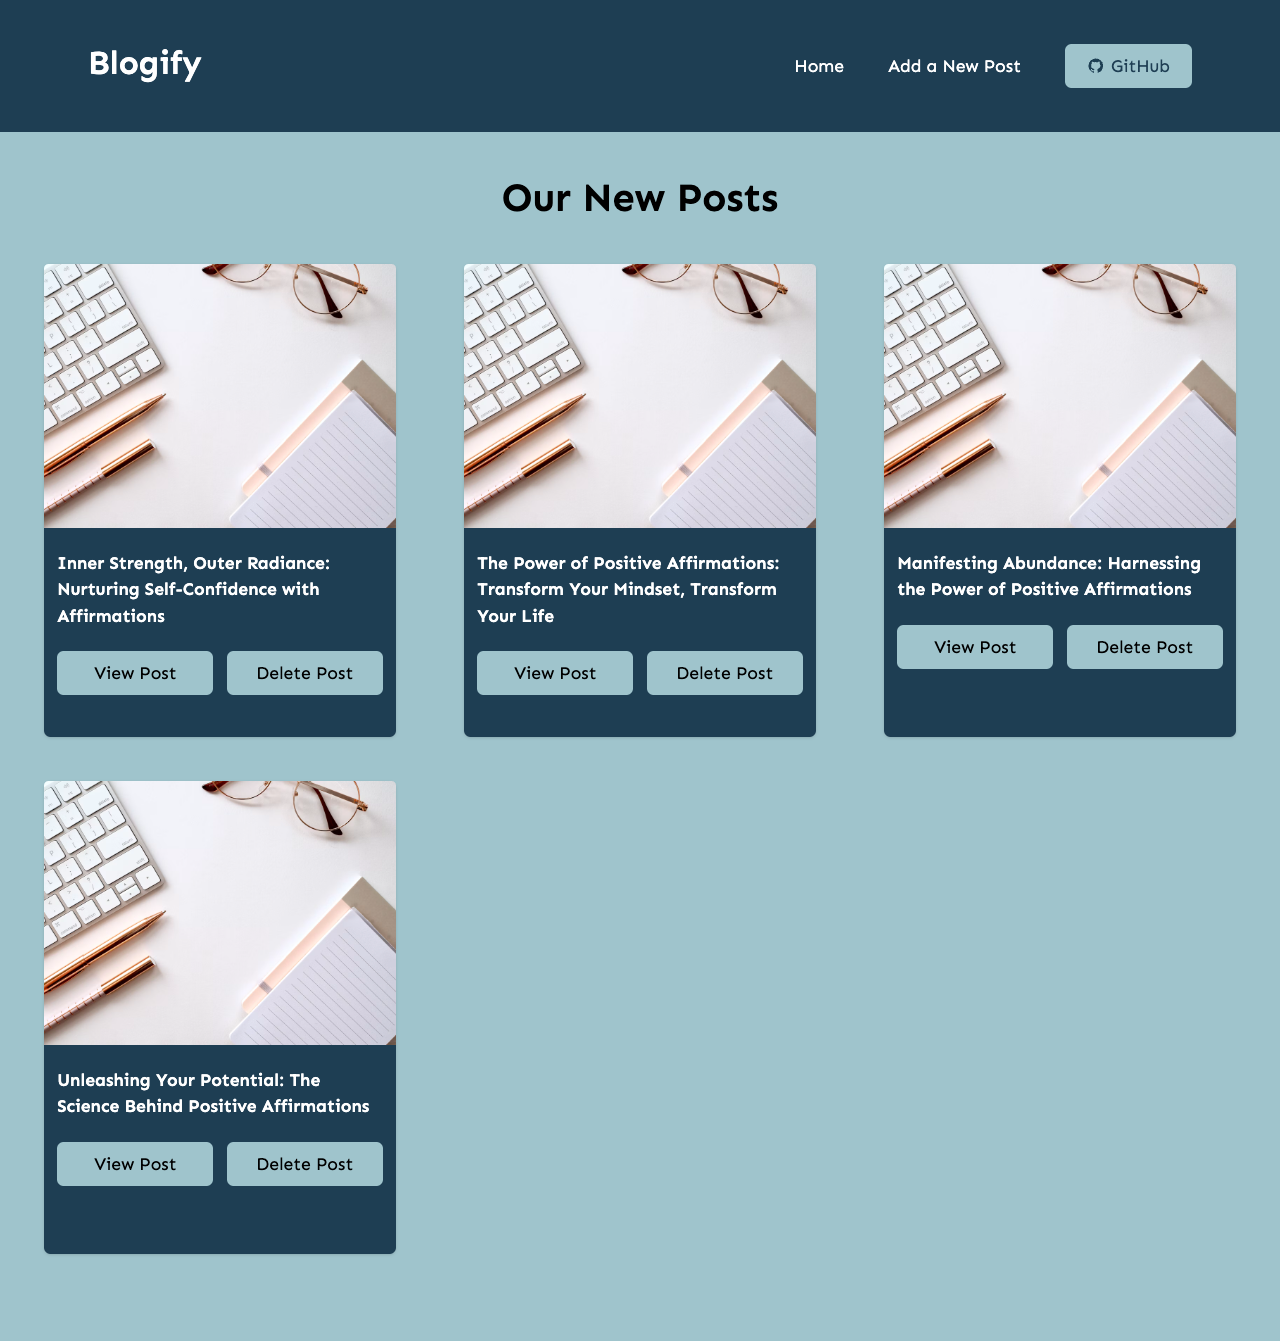 Blogify
Home
Add a New Post
GitHub
Our New Posts
Inner Strength, Outer Radiance:
Nurturing Self-Confidence with
Affirmations
View Post
Delete Post
The Power of Positive Affirmations:
Transform Your Mindset, Transform
Your Life
View Post
Delete Post
Manifesting Abundance: Harnessing
the Power of Positive Affirmations
View Post
Delete Post
Unleashing Your Potential: The
Science Behind Positive Affirmations
View Post
Delete Post